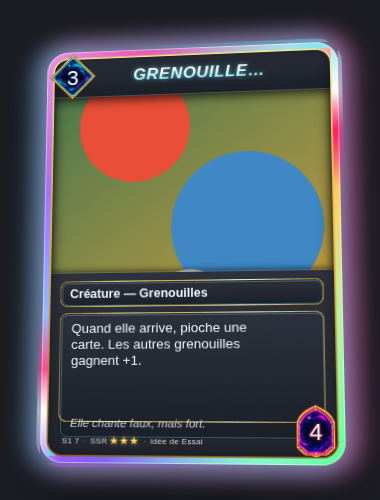 3
GRENOUILLE...
Créature — Grenouilles
Quand elle arrive, pioche une
carte. Les autres grenouilles
gagnent +1.
Elle chante faux, mais fort.
S1 7 · SSR ★★★ · Idée de Essai
4